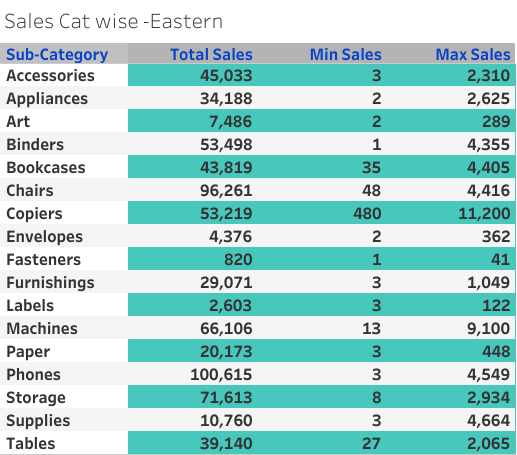 Sales Cat wise -Eastern
Sub-Category Total Sales Min Sales Max Sales
Accessories 45,033 3 2,310
Appliances 34,188 2 2,625
Art 7,486 2 289
Binders 53,498 1 4,355
Bookcases 43,819 35 4,405
Chairs 96,261 48 4,416
Copiers 53,219 480 11,200
Envelopes 4,376 2 362
Fasteners 820 1 41
Furnishings 29,071 3 1,049
Labels 2,603 3 122
Machines 66,106 13 9,100
Paper 20,173 3 448
Phones 100,615 3 4,549
Storage 71,613 8 2,934
Supplies 10,760 3 4,664
Tables 39,140 27 2,065